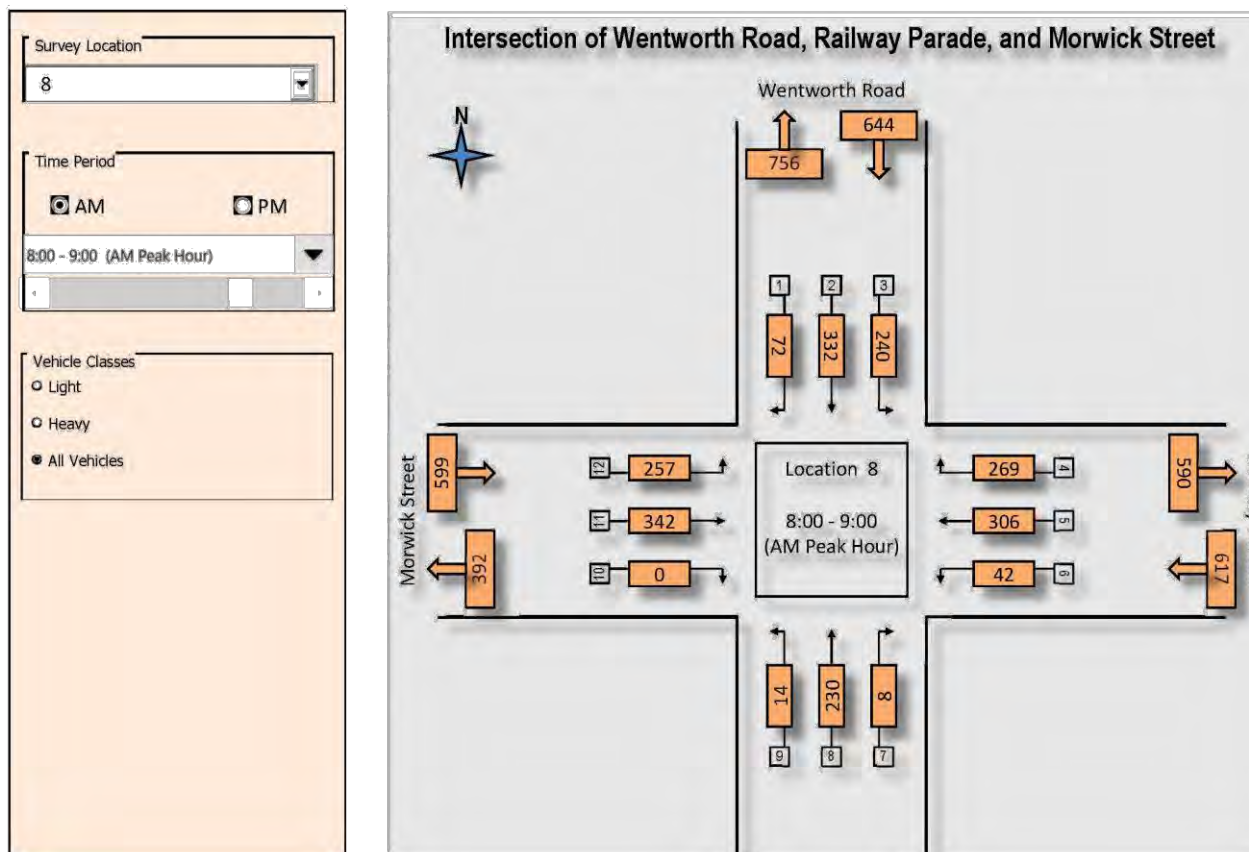 Survey Location
8
Time Period
AM
PM
8:00 - 9:00 (AM Peak Hour)
Vehicle Classes
Light
Heavy
All Vehicles
Intersection of Wentworth Road, Railway Parade, and Morwick Street
N
Wentworth Road
756
644
1
2
3
72
332
240
Morwick Street
599
392
12
257
11
342
10
0
Location 8
8:00 - 9:00
(AM Peak Hour)
269
4
306
5
42
6
590
617
14
230
8
9
8
7